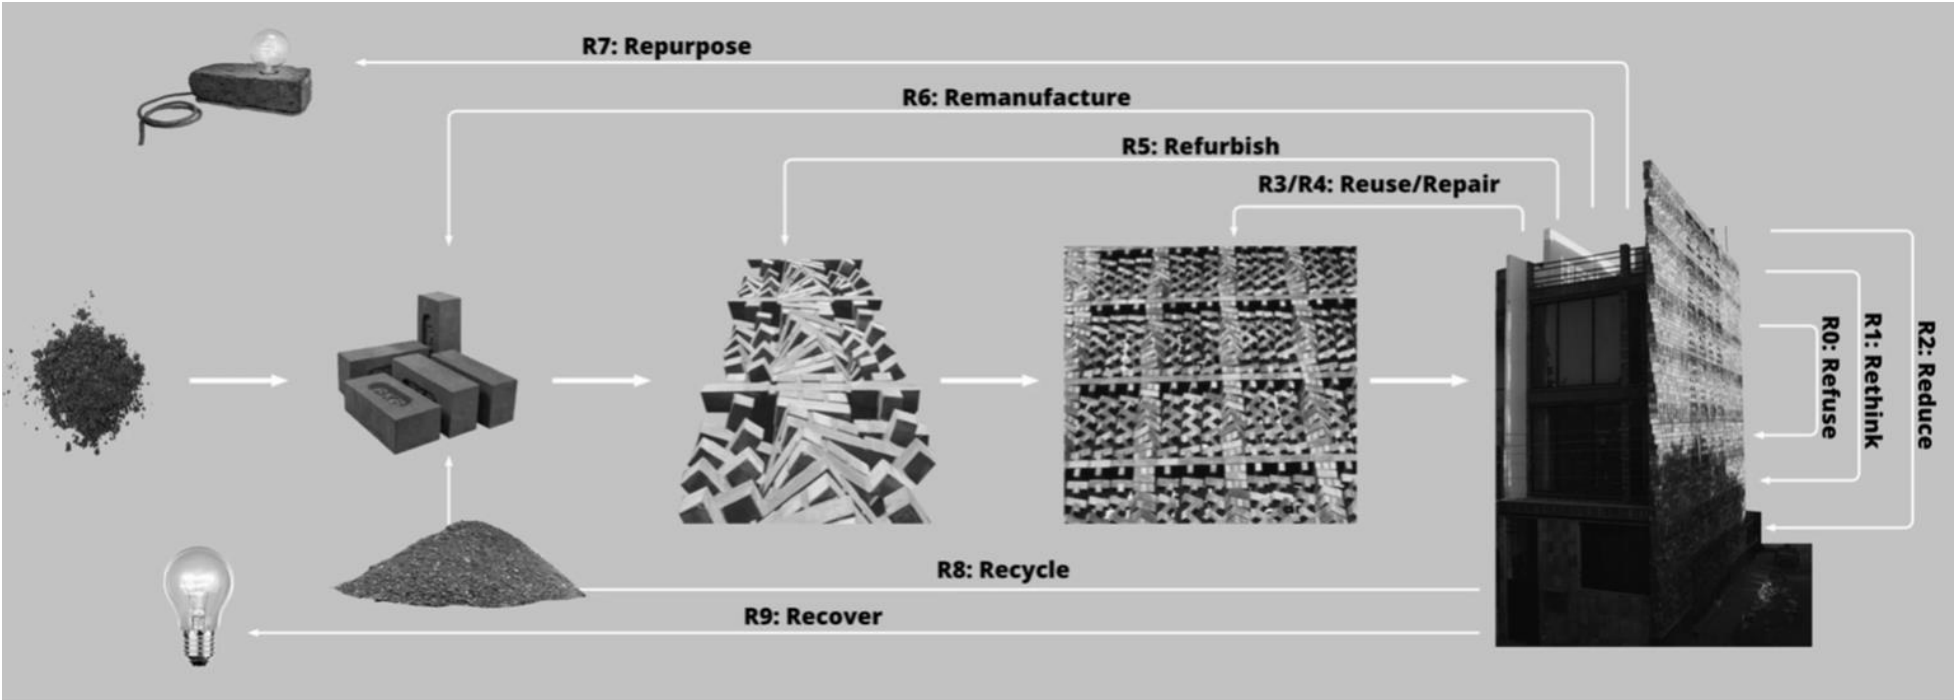 R7: Repurpose
R6: Remanufacture
R5: Refurbish
R3/R4: Reuse/Repair
R0: Refuse
R1: Rethink
R2: Reduce
R8: Recycle
R9: Recover